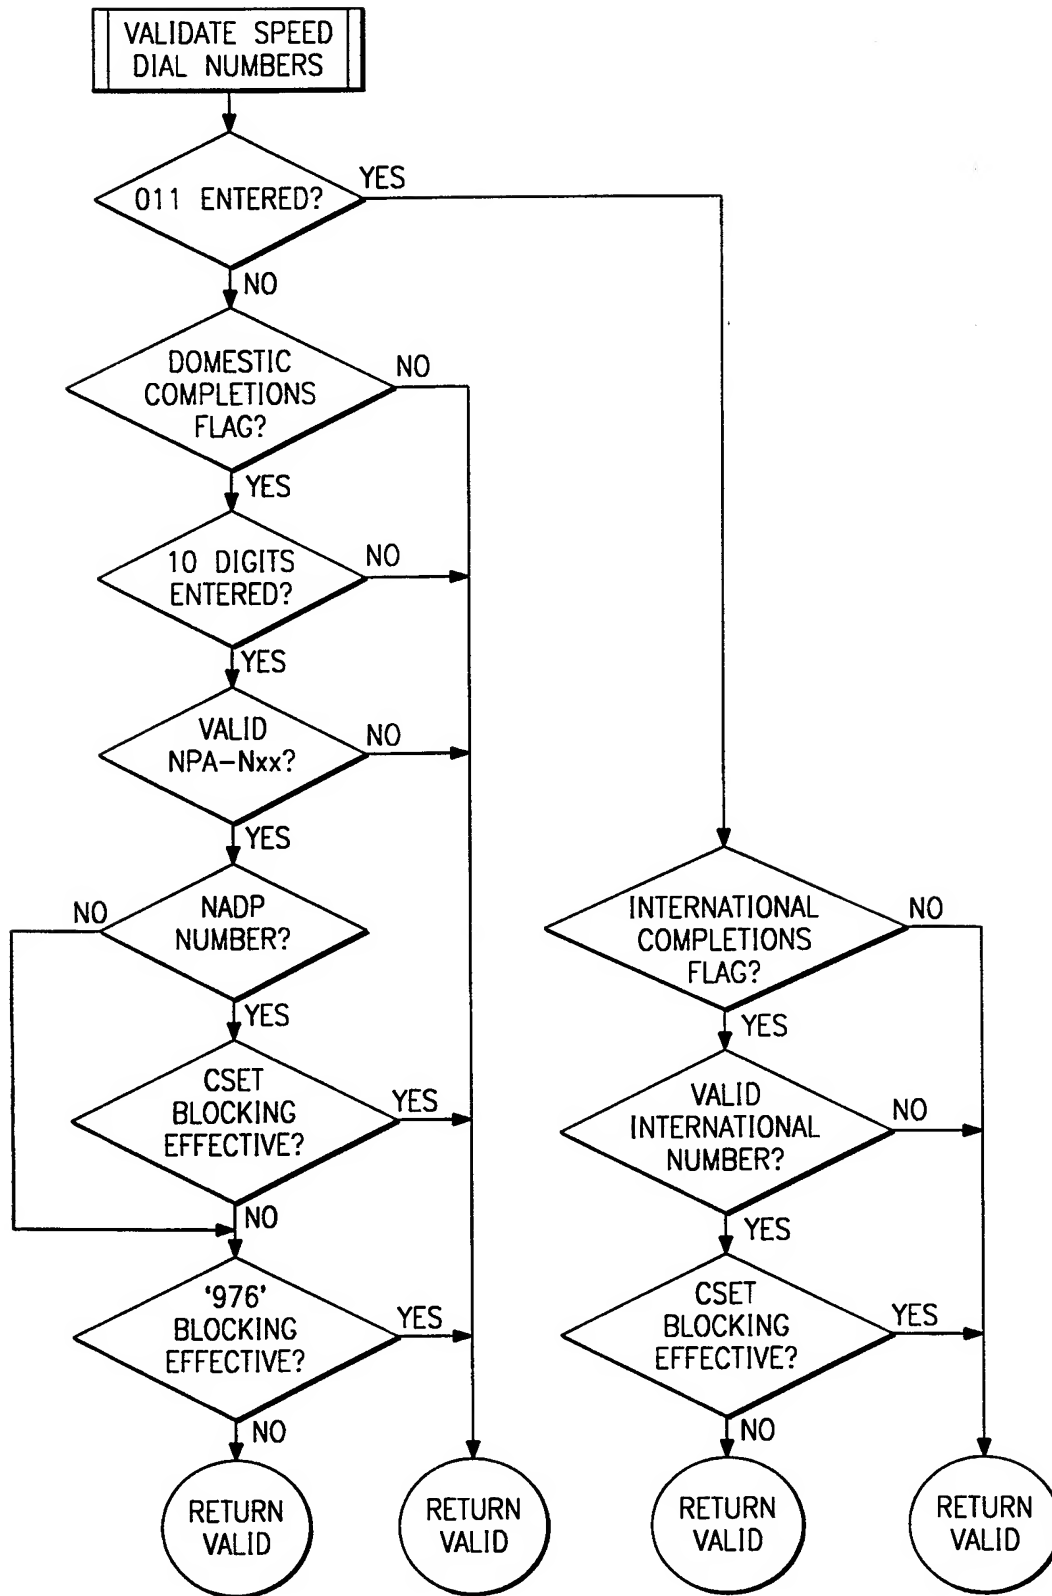 VALIDATE SPEED
DIAL NUMBERS
011 ENTERED?
YES
NO
DOMESTIC
COMPLETIONS
FLAG?
NO
YES
10 DIGITS
ENTERED?
NO
YES
VALID
NPA-Nxx?
NO
YES
NADP
NUMBER?
NO
YES
CSET
BLOCKING
EFFECTIVE?
YES
NO
'976'
BLOCKING
EFFECTIVE?
YES
NO
RETURN
VALID
RETURN
VALID
INTERNATIONAL
COMPLETIONS
FLAG?
NO
YES
VALID
INTERNATIONAL
NUMBER?
NO
YES
CSET
BLOCKING
EFFECTIVE?
YES
NO
RETURN
VALID
RETURN
VALID